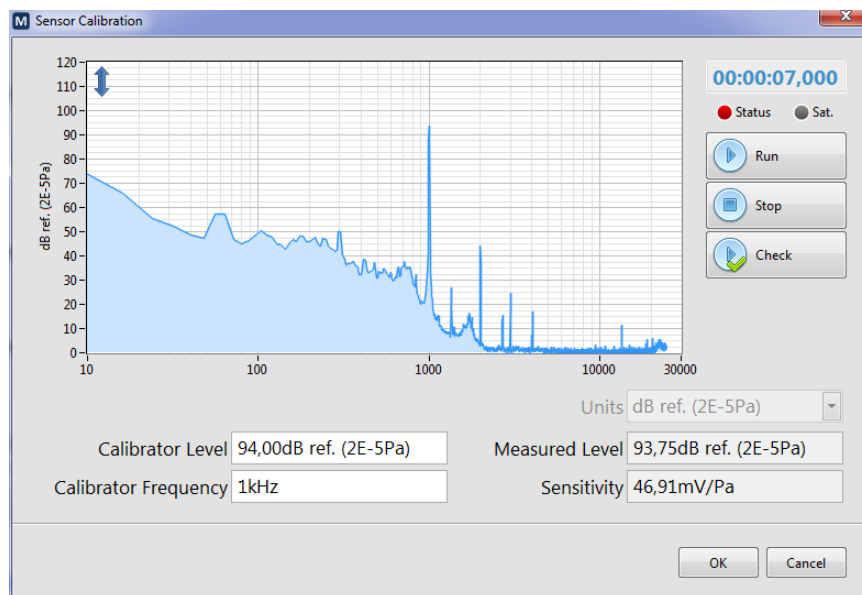 M Sensor Calibration
X
120
110
100
90
80
70
60
50
40
30
20
10
0
dB ref. (2E-5Pa)
10 100 1000 10000 30000
00:00:07,000
Status Sat.
Run
Stop
Check
Units dB ref. (2E-5Pa)
Calibrator Level 94,00dB ref. (2E-5Pa) Measured Level 93,75dB ref. (2E-5Pa)
Calibrator Frequency 1kHz Sensitivity 46,91mV/Pa
OK Cancel